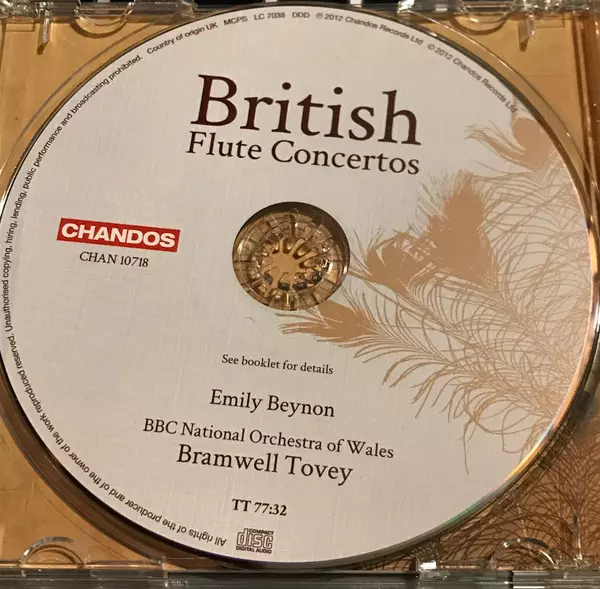 All rights of the producer and of the owner of the work reproduced reserved. Unauthorised copying, hiring, lending, public performance and broadcasting prohibited. Country of origin UK MCPS LC 7038 DDD ℗ 2012 Chandos Records Ltd © 2012 Chandos Records Ltd
British
Flute Concertos
CHANDOS
CHAN 10718
See booklet for details
Emily Beynon
BBC National Orchestra of Wales
Bramwell Tovey
TT 77:32
COMPACT
disc
DIGITAL AUDIO